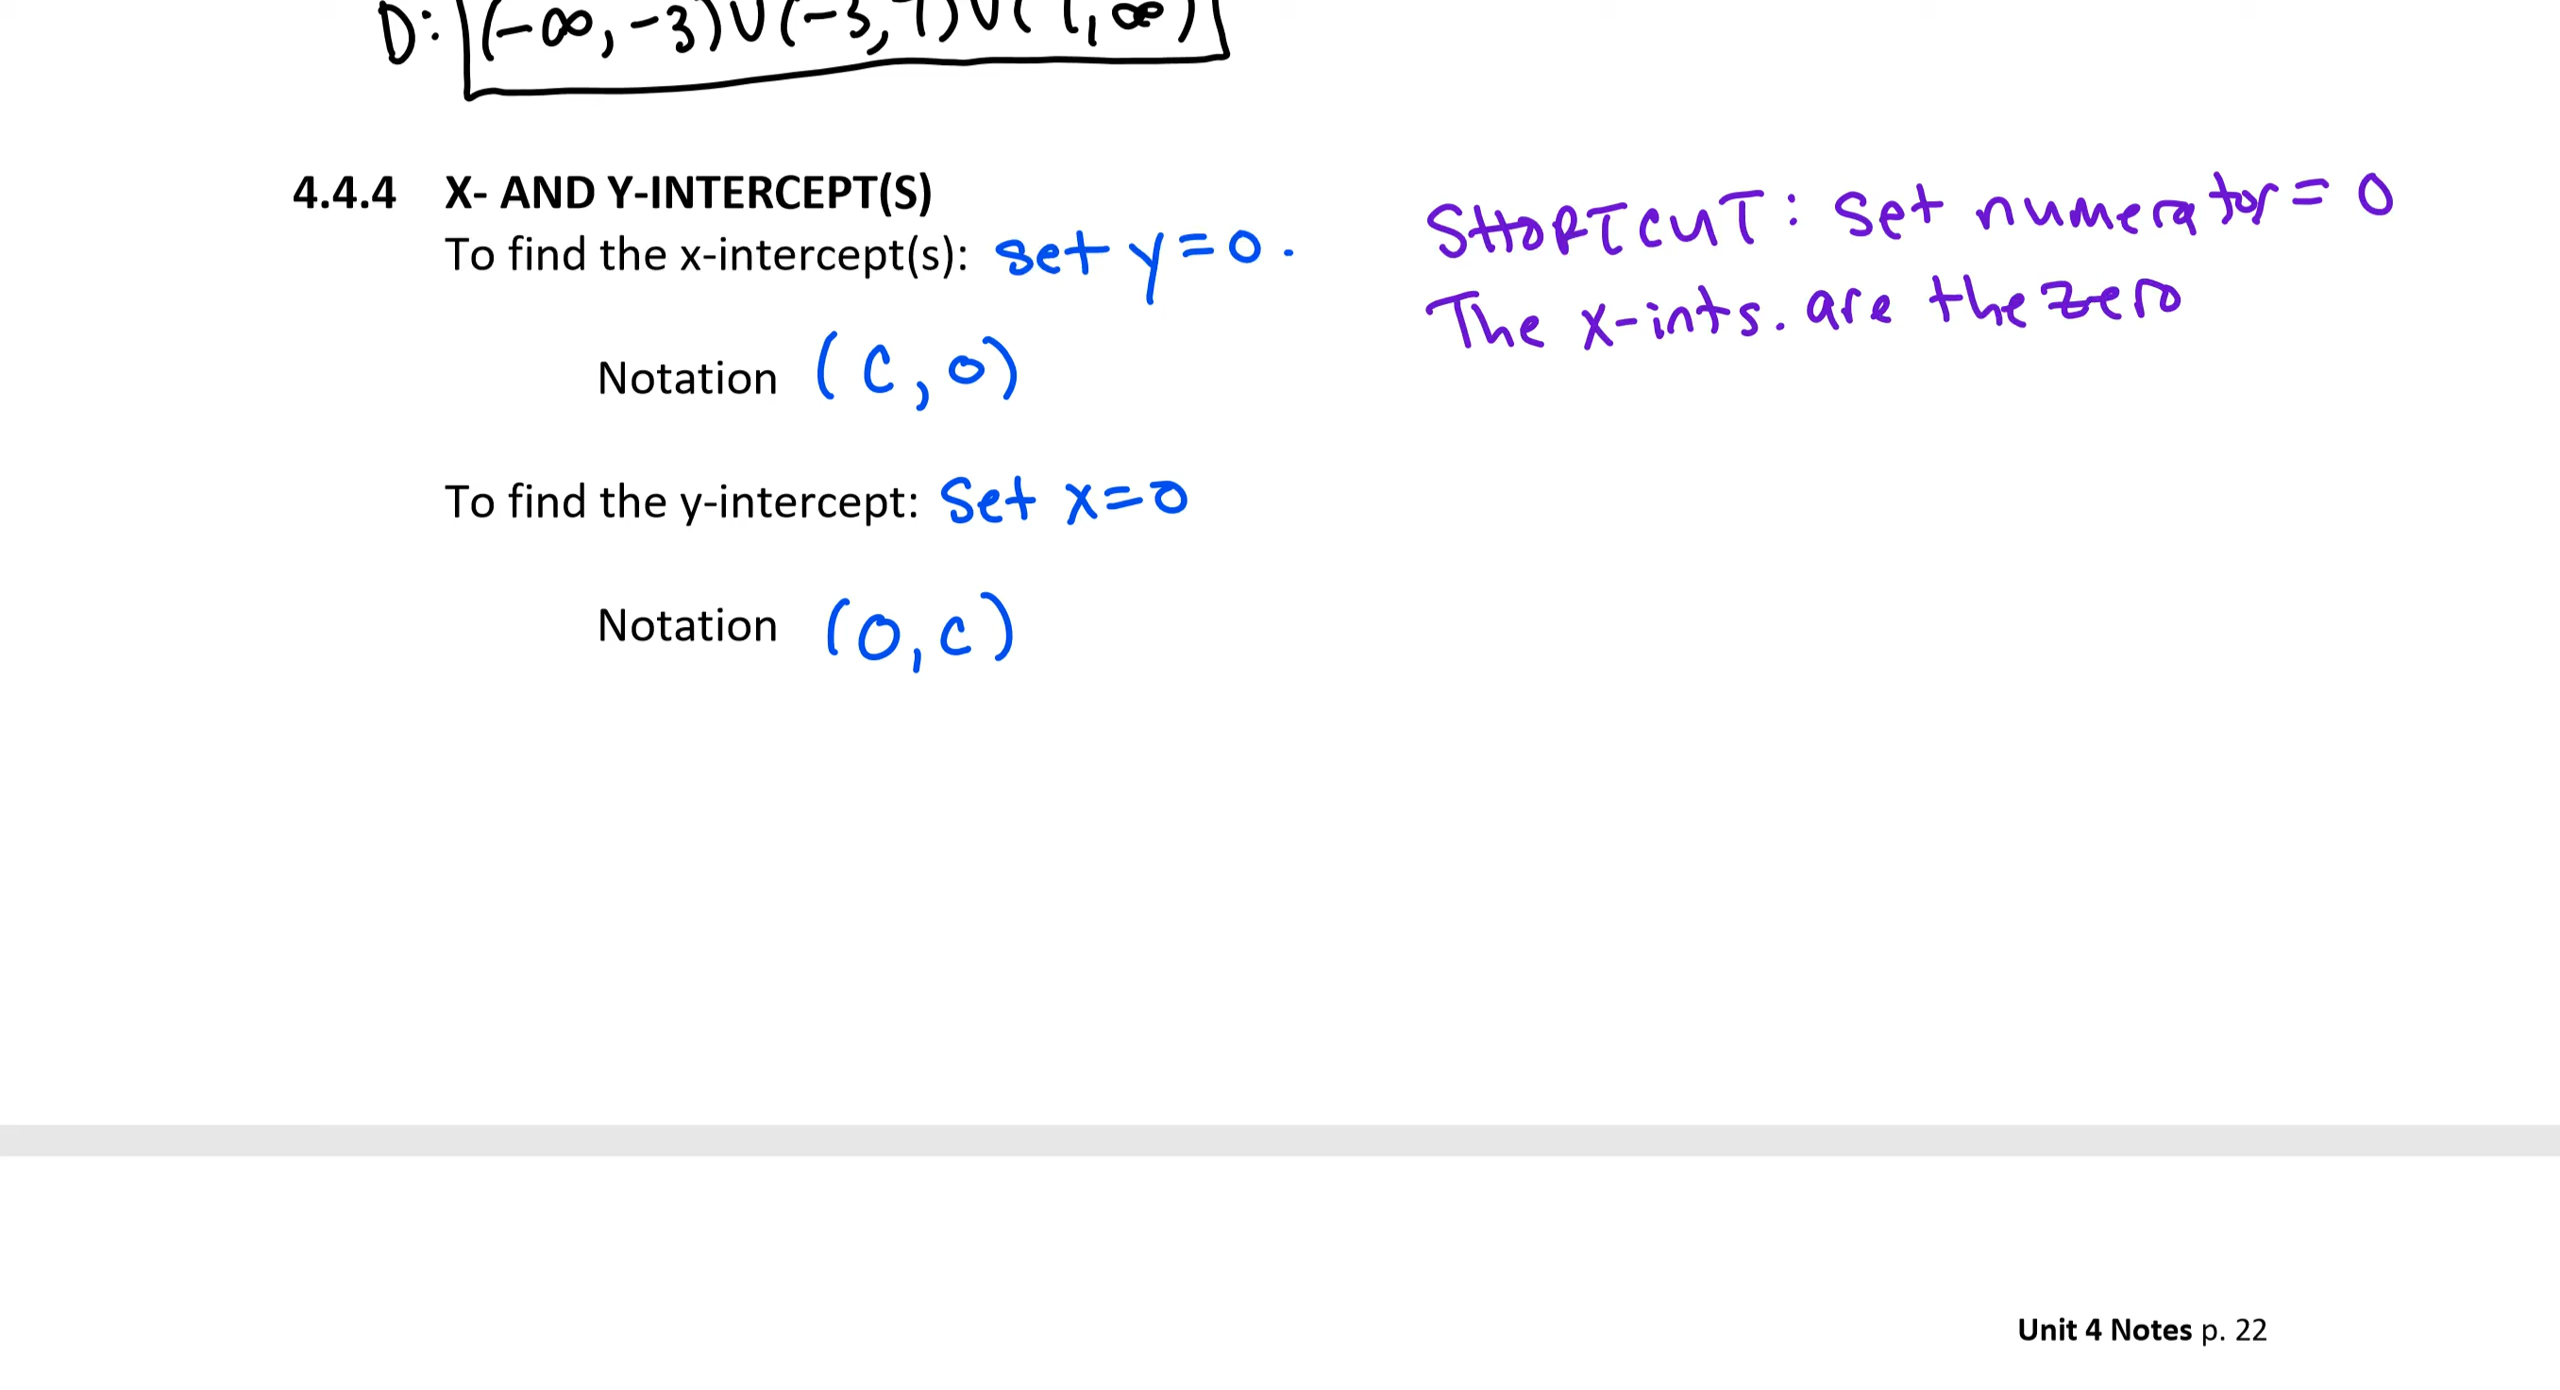 D: (-∞, -3) ∪ (-3, 1) ∪ (1, ∞)
4.4.4 X- AND Y-INTERCEPT(S)
To find the x-intercept(s): set y=0.
SHORTCUT: Set numerator = 0
The x-ints. are the zero
Notation (c, 0)
To find the y-intercept: Set x=0
Notation (0, c)
Unit 4 Notes p. 22